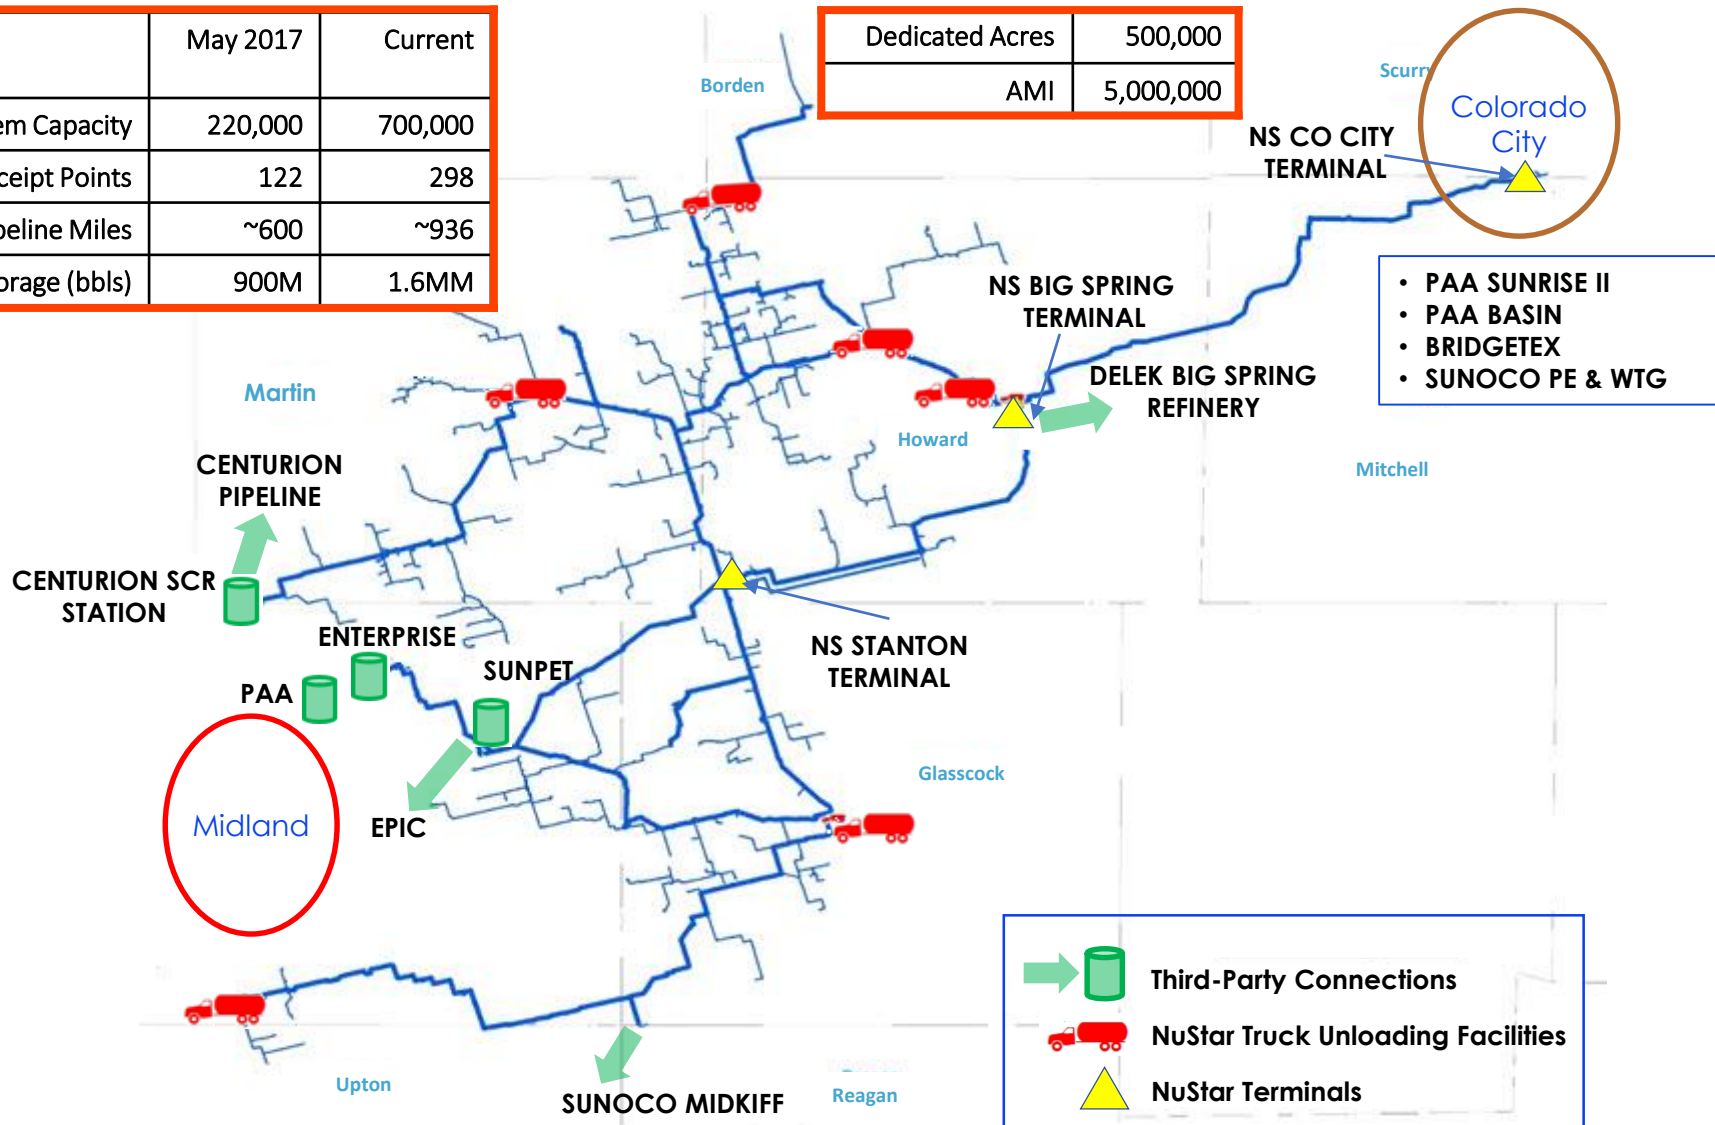 May 2017 Current
em Capacity 220,000 700,000
ceipt Points 122 298
peline Miles ~600 ~936
orage (bbls) 900M 1.6MM
Dedicated Acres 500,000
AMI 5,000,000
Borden
Scurry
Colorado
City
NS CO CITY
TERMINAL
• PAA SUNRISE II
• PAA BASIN
• BRIDGETEX
• SUNOCO PE & WTG
NS BIG SPRING
TERMINAL
DELEK BIG SPRING
REFINERY
Martin
Howard
Mitchell
CENTURION
PIPELINE
CENTURION SCR
STATION
ENTERPRISE
SUNPET
PAA
NS STANTON
TERMINAL
Midland
EPIC
Glasscock
Upton
SUNOCO MIDKIFF
Reagan
Third-Party Connections
NuStar Truck Unloading Facilities
NuStar Terminals